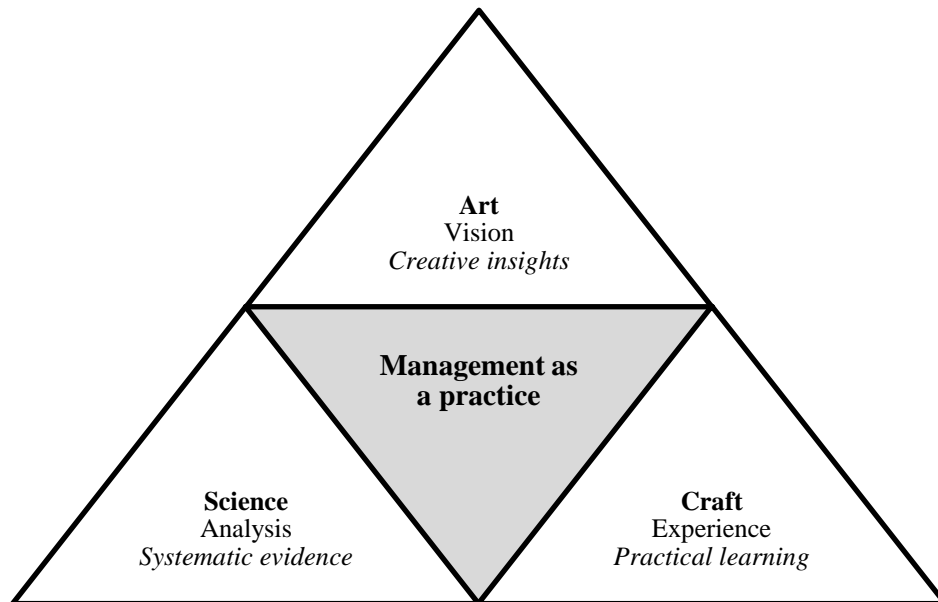 Art
Vision
Creative insights
Management as
a practice
Science
Analysis
Systematic evidence
Craft
Experience
Practical learning